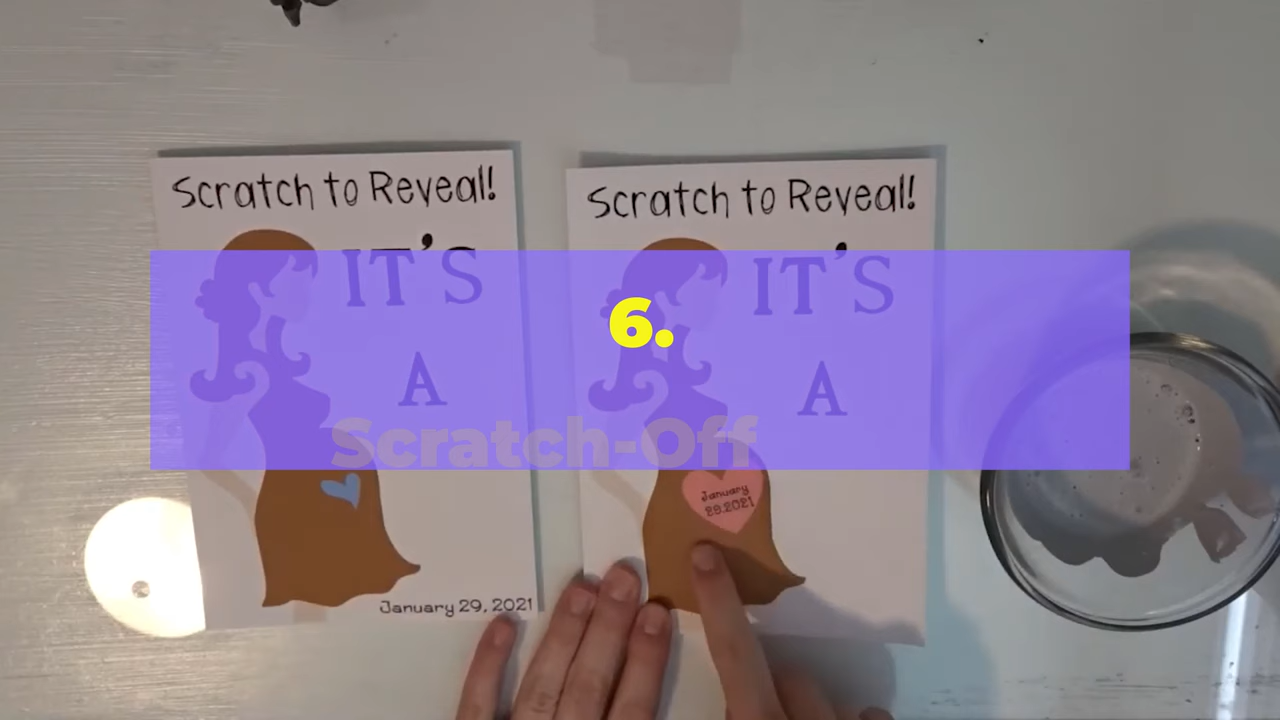 Scratch to Reveal!
IT'S
A
January 29, 2021
Scratch to Reveal!
IT'S
A
January
29.2021
6.
Scratch-Off